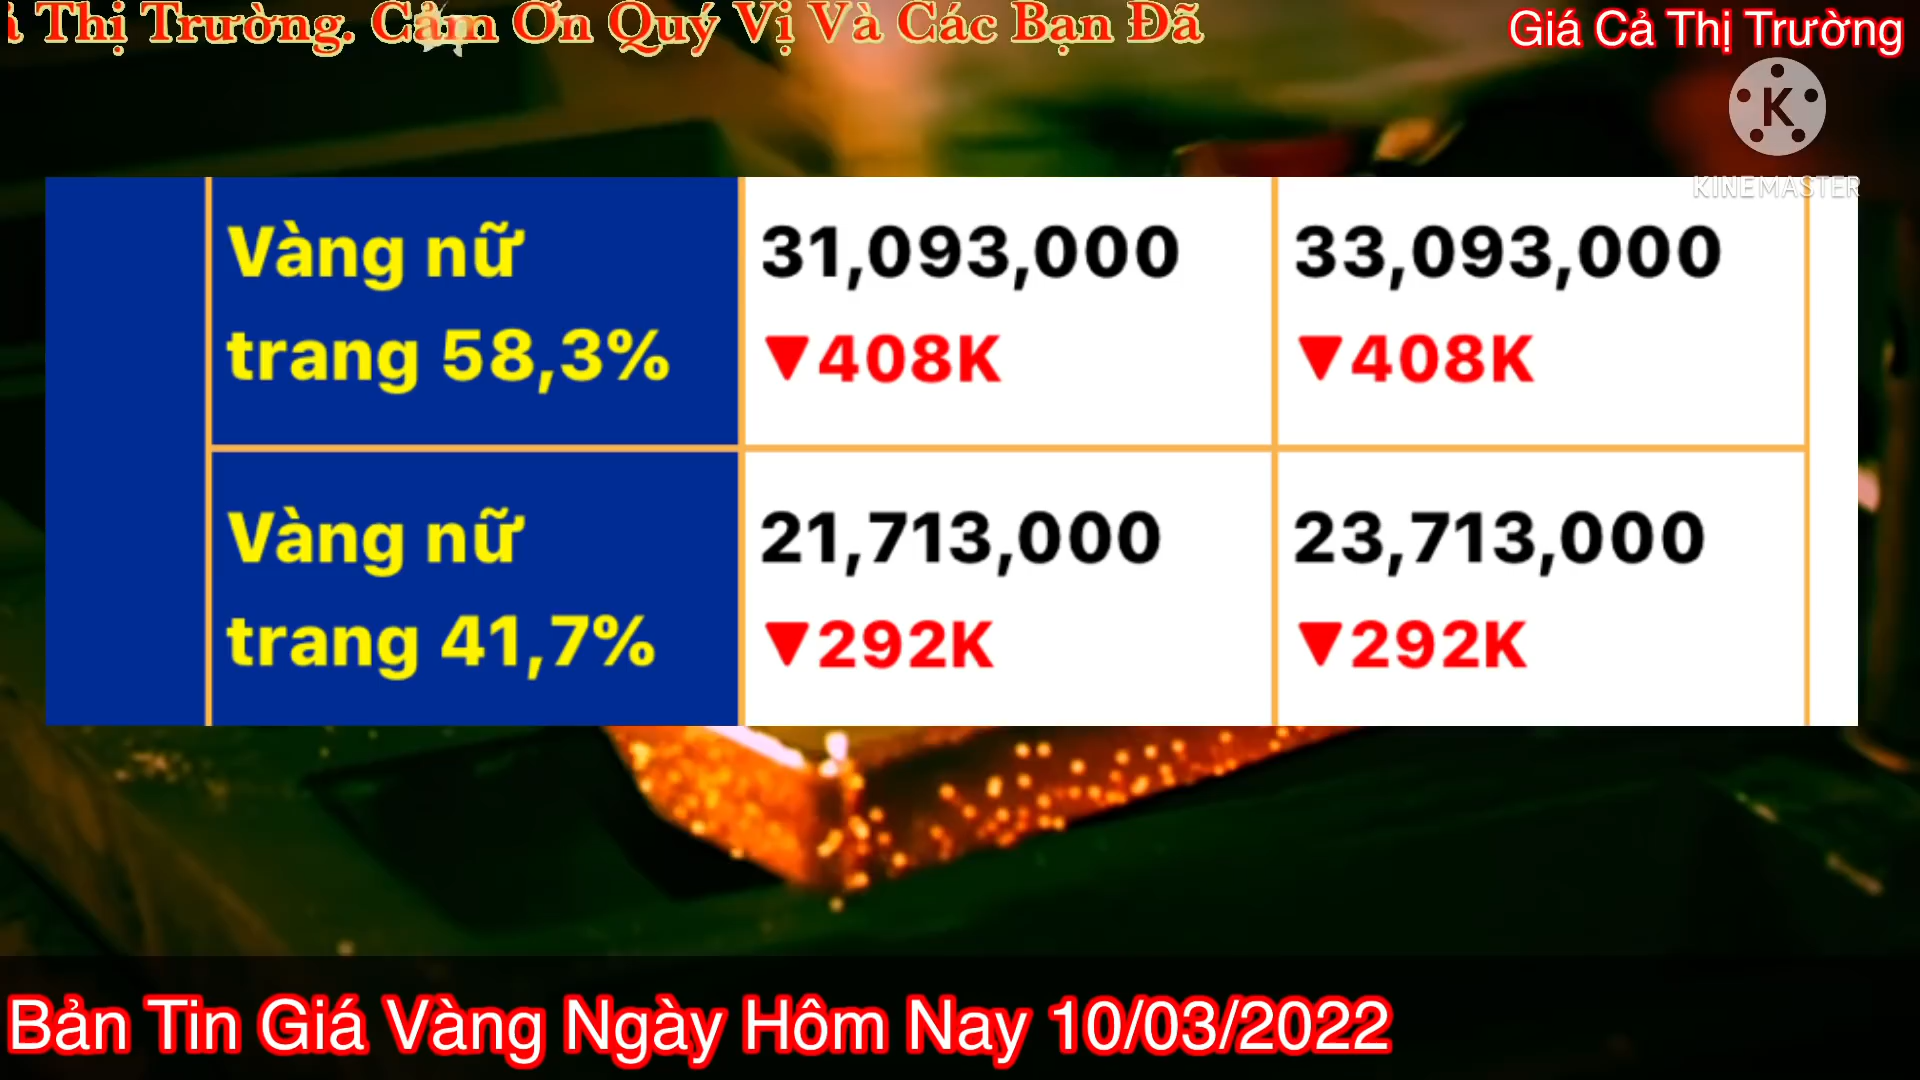 Thị Trường. Cảm Ơn Quý Vị Và Các Bạn Đã
Giá Cả Thị Trường
K
KINEMASTER
Vàng nữ
trang 58,3%
31,093,000
▼408K
33,093,000
▼408K
Vàng nữ
trang 41,7%
21,713,000
▼292K
23,713,000
▼292K
Bản Tin Giá Vàng Ngày Hôm Nay 10/03/2022